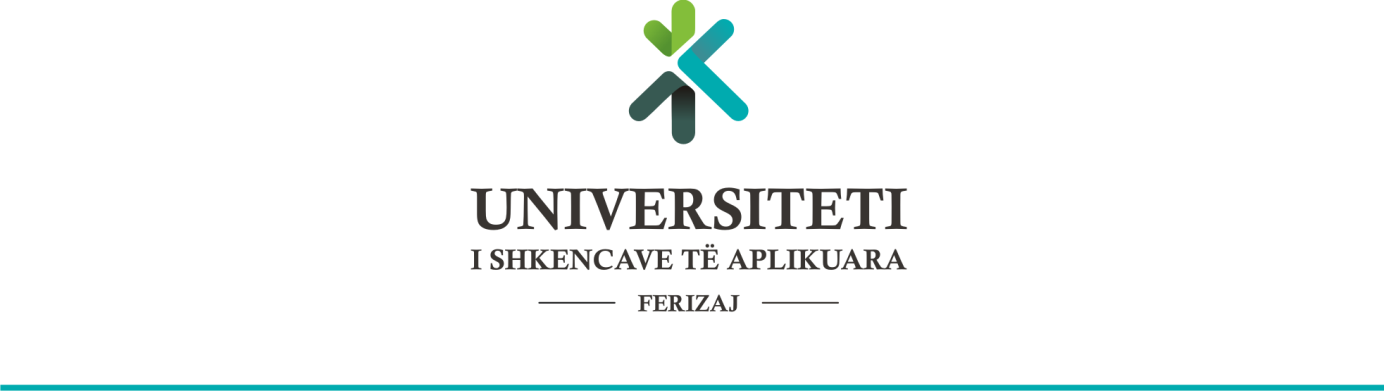 UNIVERSITETI
I SHKENCAVE TË APLIKUARA
FERIZAJ